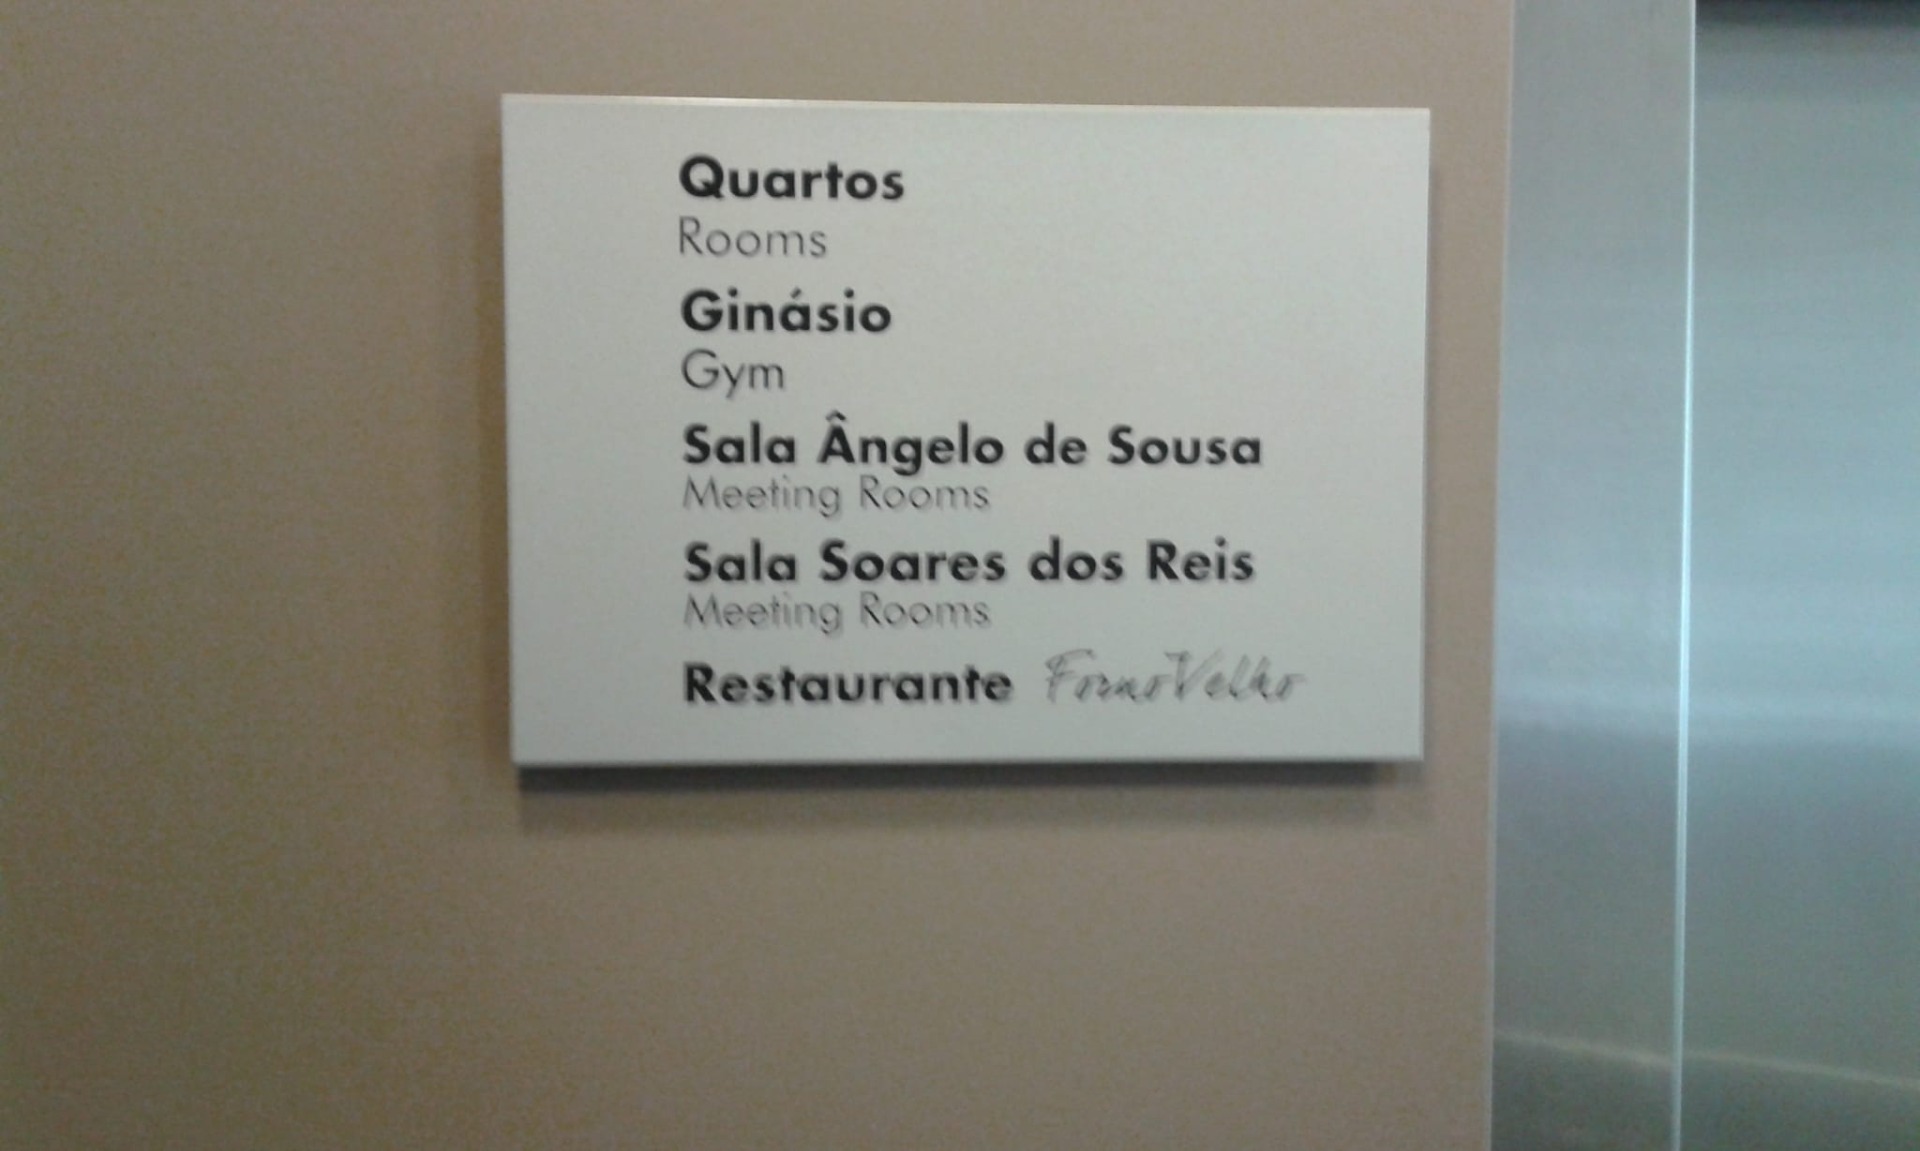 Quartos
Rooms
Ginásio
Gym
Sala Ângelo de Sousa
Meeting Rooms
Sala Soares dos Reis
Meeting Rooms
Restaurante Forno Velho